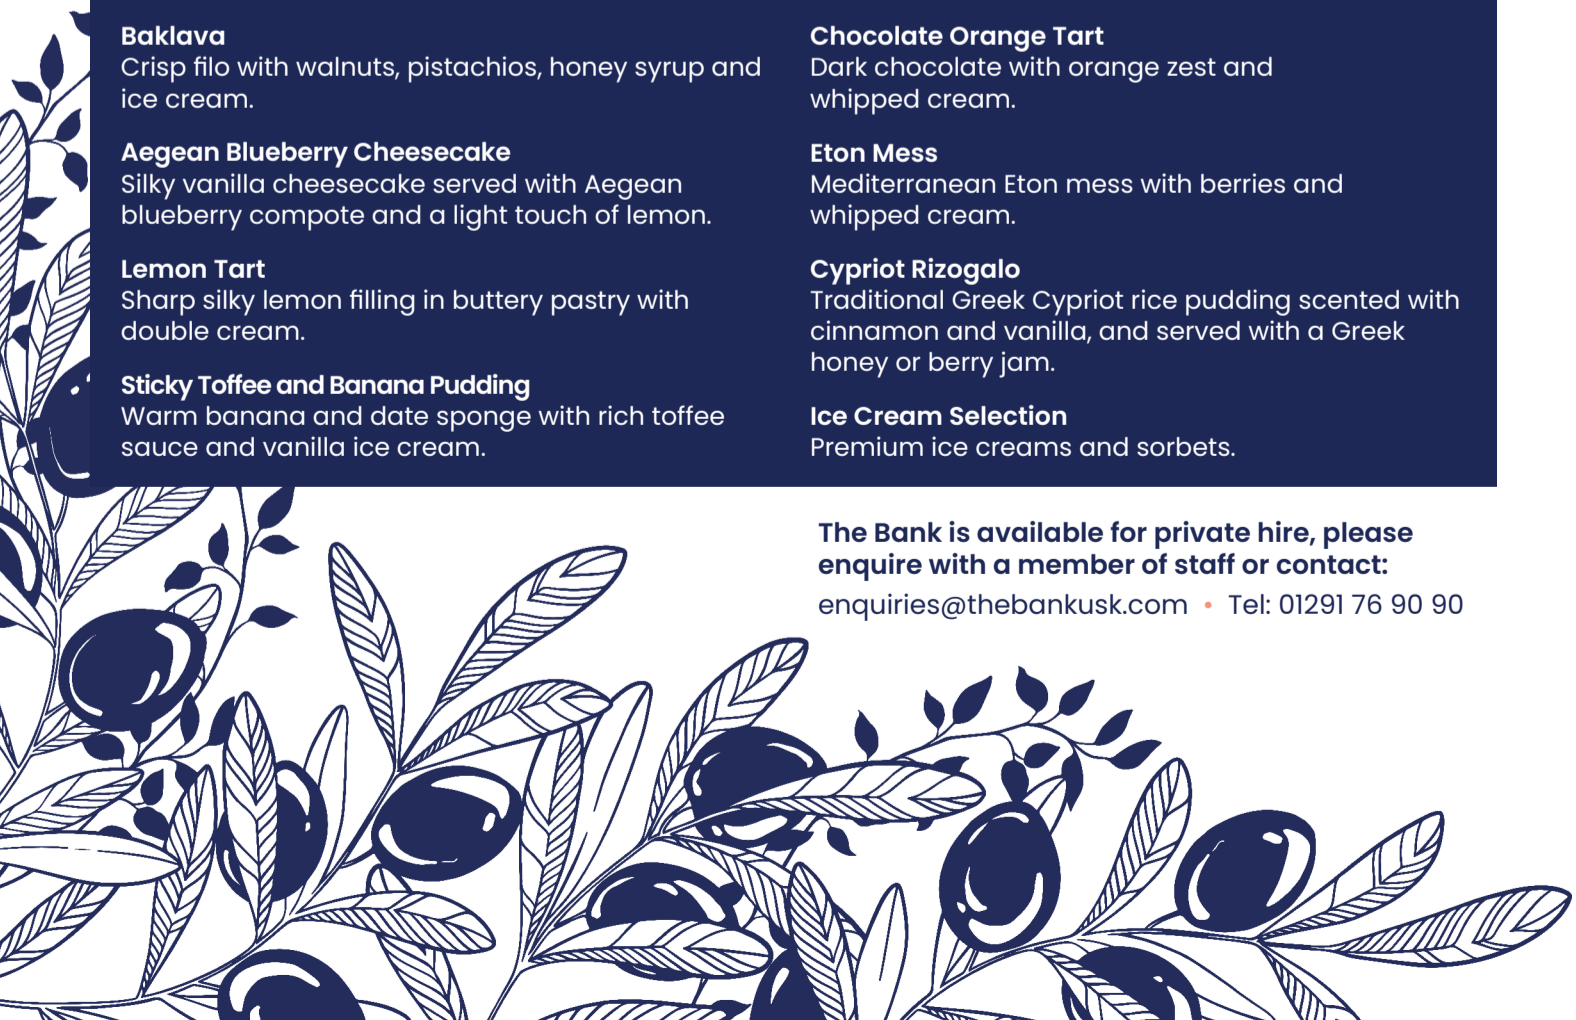 Baklava
Crisp filo with walnuts, pistachios, honey syrup and
ice cream.
Aegean Blueberry Cheesecake
Silky vanilla cheesecake served with Aegean
blueberry compote and a light touch of lemon.
Lemon Tart
Sharp silky lemon filling in buttery pastry with
double cream.
Sticky Toffee and Banana Pudding
Warm banana and date sponge with rich toffee
sauce and vanilla ice cream.
Chocolate Orange Tart
Dark chocolate with orange zest and
whipped cream.
Eton Mess
Mediterranean Eton mess with berries and
whipped cream.
Cypriot Rizogalo
Traditional Greek Cypriot rice pudding scented with
cinnamon and vanilla, and served with a Greek
honey or berry jam.
Ice Cream Selection
Premium ice creams and sorbets.
The Bank is available for private hire, please
enquire with a member of staff or contact:
enquiries@thebankusk.com • Tel: 01291 76 90 90